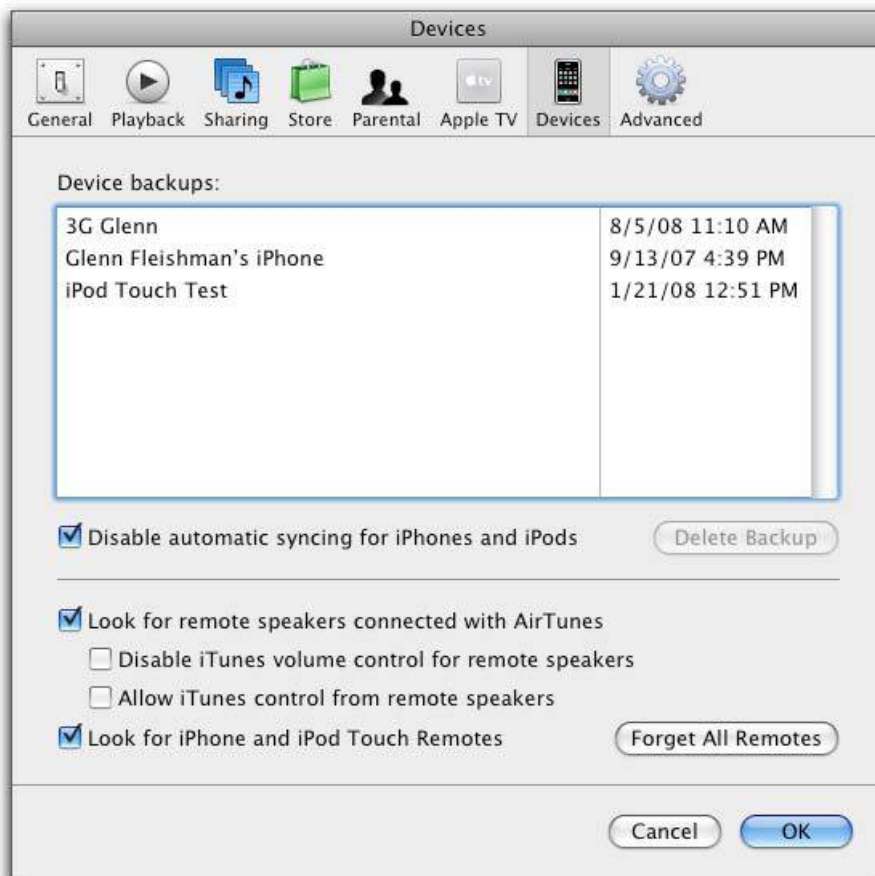 Devices
General Playback Sharing Store Parental Apple TV Devices Advanced
Device backups:
3G Glenn 8/5/08 11:10 AM
Glenn Fleishman's iPhone 9/13/07 4:39 PM
iPod Touch Test 1/21/08 12:51 PM
Disable automatic syncing for iPhones and iPods Delete Backup
Look for remote speakers connected with AirTunes
Disable iTunes volume control for remote speakers
Allow iTunes control from remote speakers
Look for iPhone and iPod Touch Remotes Forget All Remotes
Cancel OK